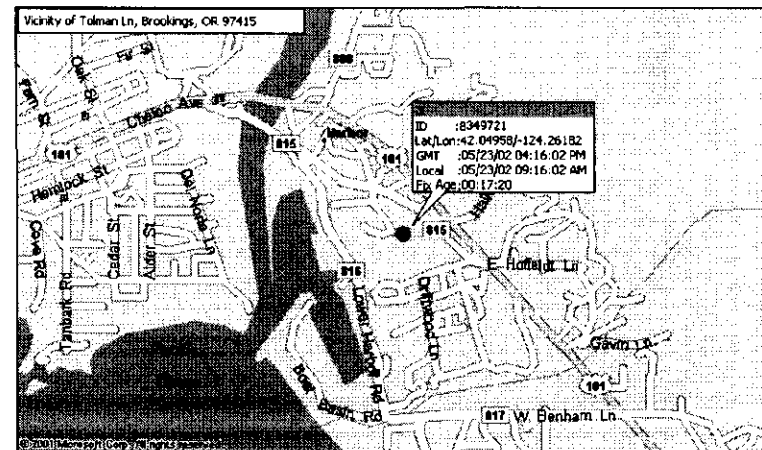 Vicinity of Tolman Ln, Brookings, OR 97415
Fir St
Oak St
Chetco Ave
101
Hemlock St
Del Norte Ln
Cedar St
Alder St
Cove Rd
Tanbark Rd
808
815
Harbor
101
ID :8349721
Lat/Lon:42.04958/-124.26182
GMT :05/23/02 04:16:02 PM
Local :05/23/02 09:16:02 AM
Fix Age:00:17:20
815
815
E Hoffeldt Ln
Driftwood Ln
Lower Harbor Rd
Boat Basin Rd
Gavin Ln
101
817
W Benham Ln
© 2001 Microsoft Corp. All rights reserved.